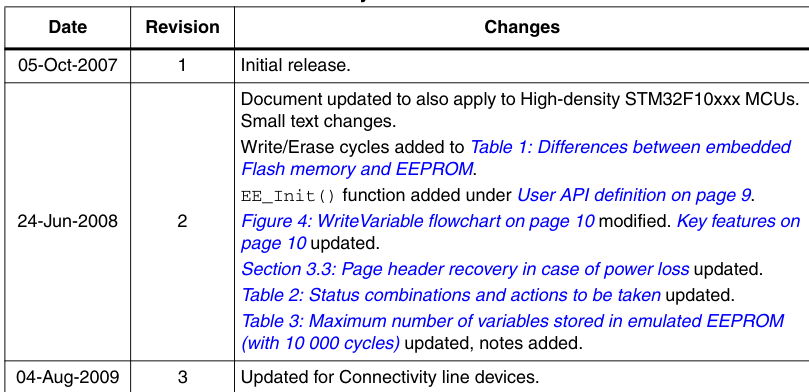 Date Revision Changes
05-Oct-2007 1 Initial release.
24-Jun-2008 2 Document updated to also apply to High-density STM32F10xxx MCUs.
Small text changes.
Write/Erase cycles added to Table 1: Differences between embedded
Flash memory and EEPROM.
EE_Init() function added under User API definition on page 9.
Figure 4: WriteVariable flowchart on page 10 modified. Key features on
page 10 updated.
Section 3.3: Page header recovery in case of power loss updated.
Table 2: Status combinations and actions to be taken updated.
Table 3: Maximum number of variables stored in emulated EEPROM
(with 10 000 cycles) updated, notes added.
04-Aug-2009 3 Updated for Connectivity line devices.